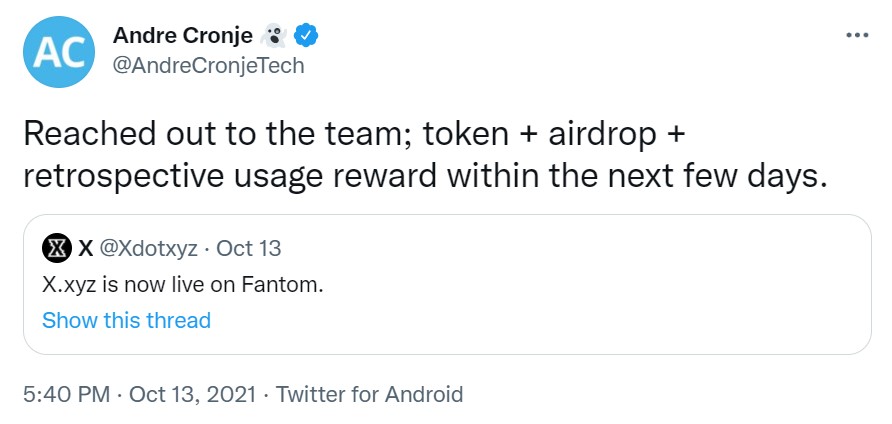 AC
Andre Cronje 👻
@AndreCronjeTech
Reached out to the team; token + airdrop +
retrospective usage reward within the next few days.
X @Xdotxyz · Oct 13
X.xyz is now live on Fantom.
Show this thread
5:40 PM · Oct 13, 2021 · Twitter for Android